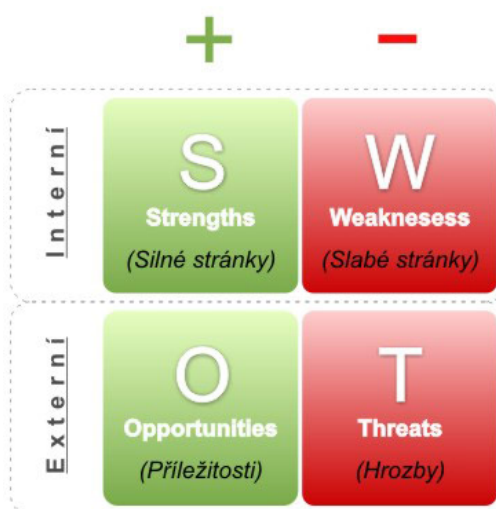 + −
Interní
S
Strengths
(Silné stránky)
W
Weaknesess
(Slabé stránky)
Externí
O
Opportunities
(Příležitosti)
T
Threats
(Hrozby)